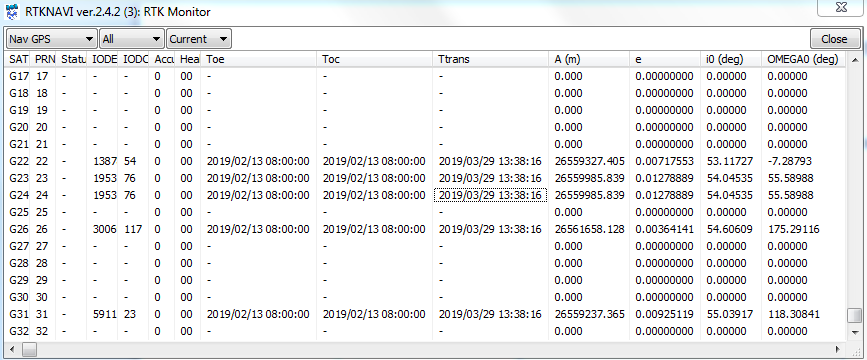 RTKNAVI ver.2.4.2 (3): RTK Monitor
Nav GPS All Current Close
SAT PRN Statu IODE IODC Accu Hea Toe Toc Ttrans A (m) e i0 (deg) OMEGA0 (deg)
G17 17 - - - 0 00 - - - 0.000 0.00000000 0.00000 0.00000
G18 18 - - - 0 00 - - - 0.000 0.00000000 0.00000 0.00000
G19 19 - - - 0 00 - - - 0.000 0.00000000 0.00000 0.00000
G20 20 - - - 0 00 - - - 0.000 0.00000000 0.00000 0.00000
G21 21 - - - 0 00 - - - 0.000 0.00000000 0.00000 0.00000
G22 22 - 1387 54 0 00 2019/02/13 08:00:00 2019/02/13 08:00:00 2019/03/29 13:38:16 26559327.405 0.00717553 53.11727 -7.28793
G23 23 - 1953 76 0 00 2019/02/13 08:00:00 2019/02/13 08:00:00 2019/03/29 13:38:16 26559985.839 0.01278889 54.04535 55.58988
G24 24 - 1953 76 0 00 2019/02/13 08:00:00 2019/02/13 08:00:00 2019/03/29 13:38:16 26559985.839 0.01278889 54.04535 55.58988
G25 25 - - - 0 00 - - - 0.000 0.00000000 0.00000 0.00000
G26 26 - 3006 117 0 00 2019/02/13 08:00:00 2019/02/13 08:00:00 2019/03/29 13:38:16 26561658.128 0.00364141 54.60609 175.29116
G27 27 - - - 0 00 - - - 0.000 0.00000000 0.00000 0.00000
G28 28 - - - 0 00 - - - 0.000 0.00000000 0.00000 0.00000
G29 29 - - - 0 00 - - - 0.000 0.00000000 0.00000 0.00000
G30 30 - - - 0 00 - - - 0.000 0.00000000 0.00000 0.00000
G31 31 - 5911 23 0 00 2019/02/13 08:00:00 2019/02/13 08:00:00 2019/03/29 13:38:16 26559237.365 0.00925119 55.03917 118.30841
G32 32 - - - 0 00 - - - 0.000 0.00000000 0.00000 0.00000